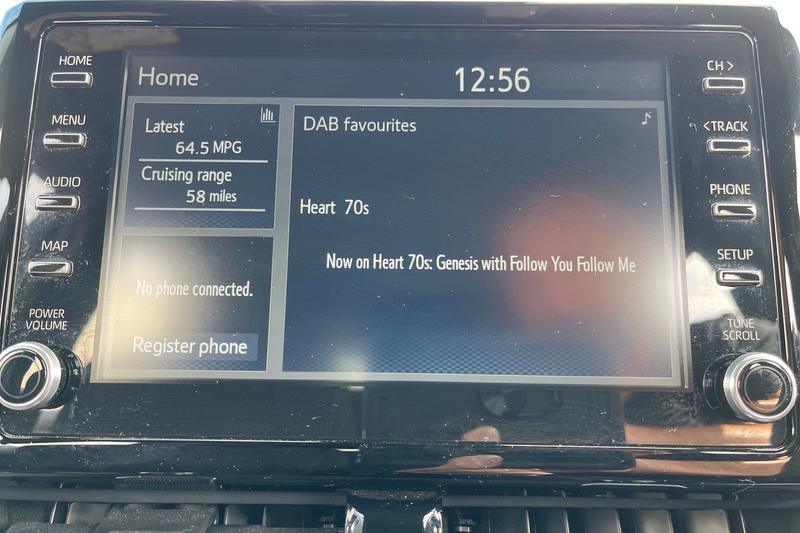 HOME
MENU
AUDIO
MAP
POWER
VOLUME
Home
12:56
Latest
64.5 MPG
Cruising range
58 miles
No phone connected.
Register phone
DAB favourites
Heart 70s
Now on Heart 70s: Genesis with Follow You Follow Me
CH >
< TRACK
PHONE
SETUP
TUNE
SCROLL